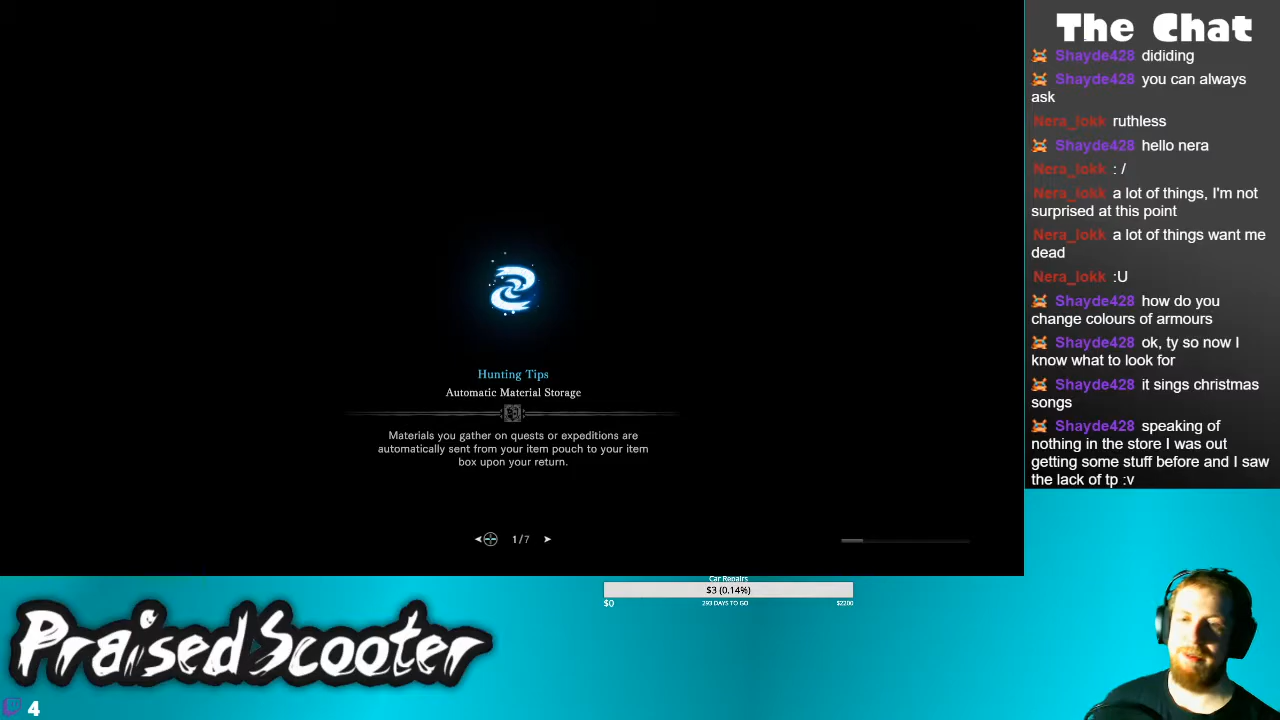 The Chat
Shayde428 dididing
Shayde428 you can always
ask
Nera_lokk ruthless
Shayde428 hello nera
Nera_lokk : /
Nera_lokk a lot of things, I'm not
surprised at this point
Nera_lokk a lot of things want me
dead
Nera_lokk :U
Shayde428 how do you
change colours of armours
Shayde428 ok, ty so now I
know what to look for
Shayde428 it sings christmas
songs
Shayde428 speaking of
nothing in the store I was out
getting some stuff before and I saw
the lack of tp :v
Hunting Tips
Automatic Material Storage
Materials you gather on quests or expeditions are
automatically sent from your item pouch to your item
box upon your return.
1/7
Car Repairs
$3 (0.14%)
$0
293 DAYS TO GO
$2200
PraisedScooter
4